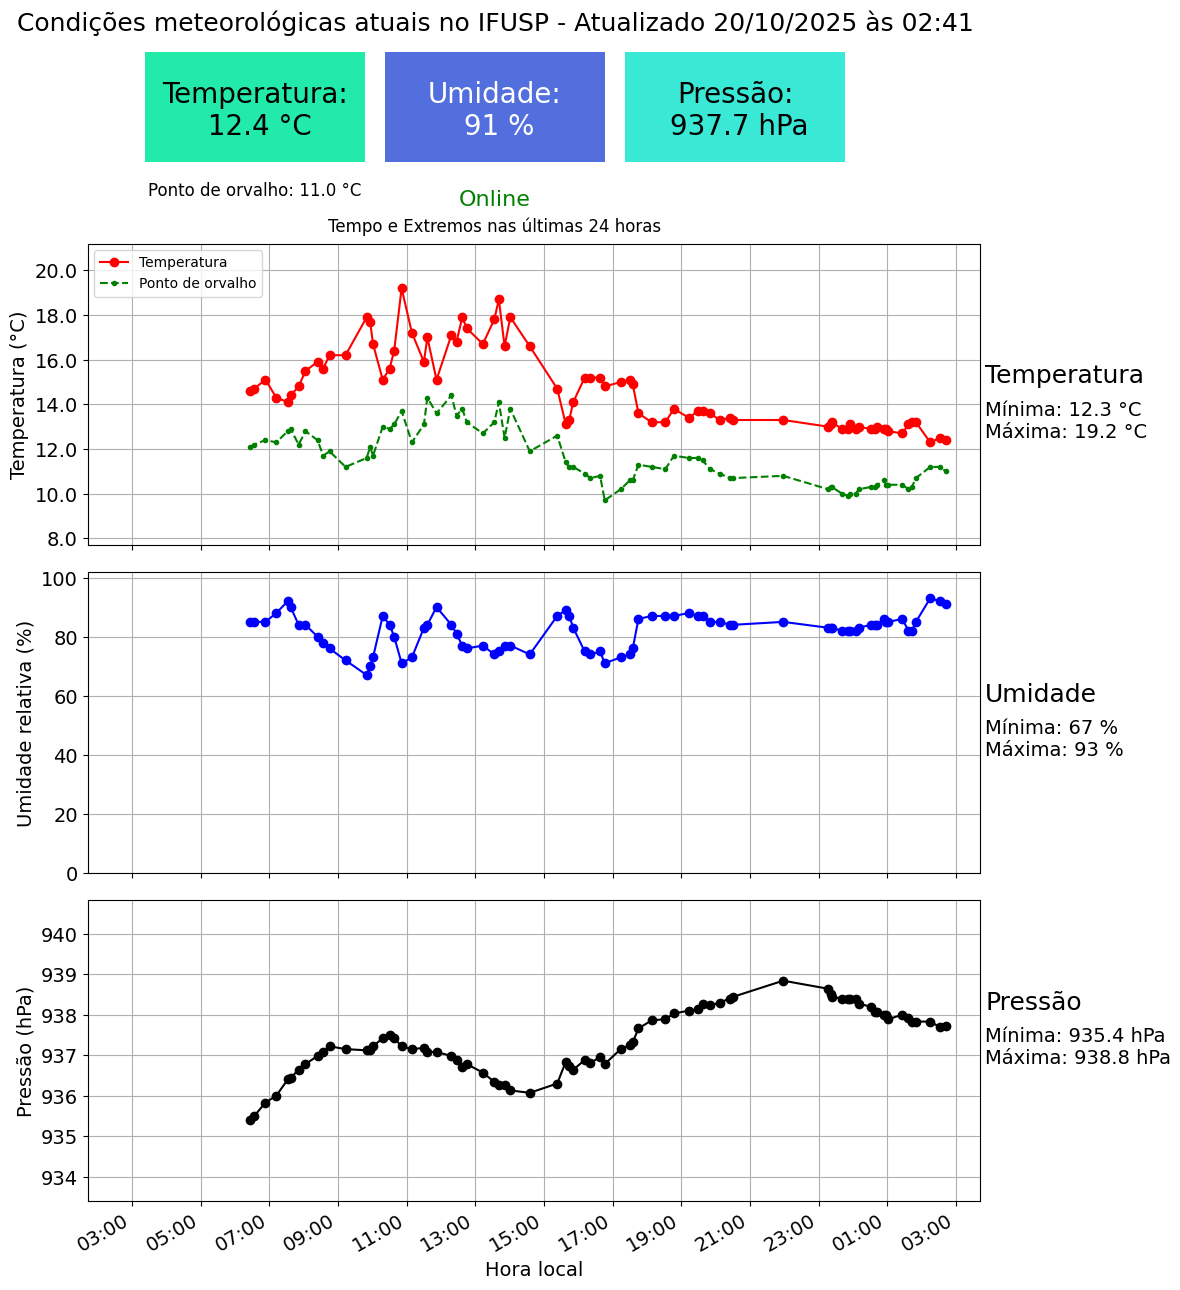 Condições meteorológicas atuais no IFUSP - Atualizado 20/10/2025 às 02:41
Temperatura:
12.4 °C
Umidade:
91 %
Pressão:
937.7 hPa
Ponto de orvalho: 11.0 °C
Online
Tempo e Extremos nas últimas 24 horas
Temperatura
Ponto de orvalho
Temperatura (°C)
20.0
18.0
16.0
14.0
12.0
10.0
8.0
Temperatura
Mínima: 12.3 °C
Máxima: 19.2 °C
Umidade relativa (%)
100
80
60
40
20
0
Umidade
Mínima: 67 %
Máxima: 93 %
Pressão (hPa)
940
939
938
937
936
935
934
Pressão
Mínima: 935.4 hPa
Máxima: 938.8 hPa
03:00
05:00
07:00
09:00
11:00
13:00
15:00
17:00
19:00
21:00
23:00
01:00
03:00
Hora local